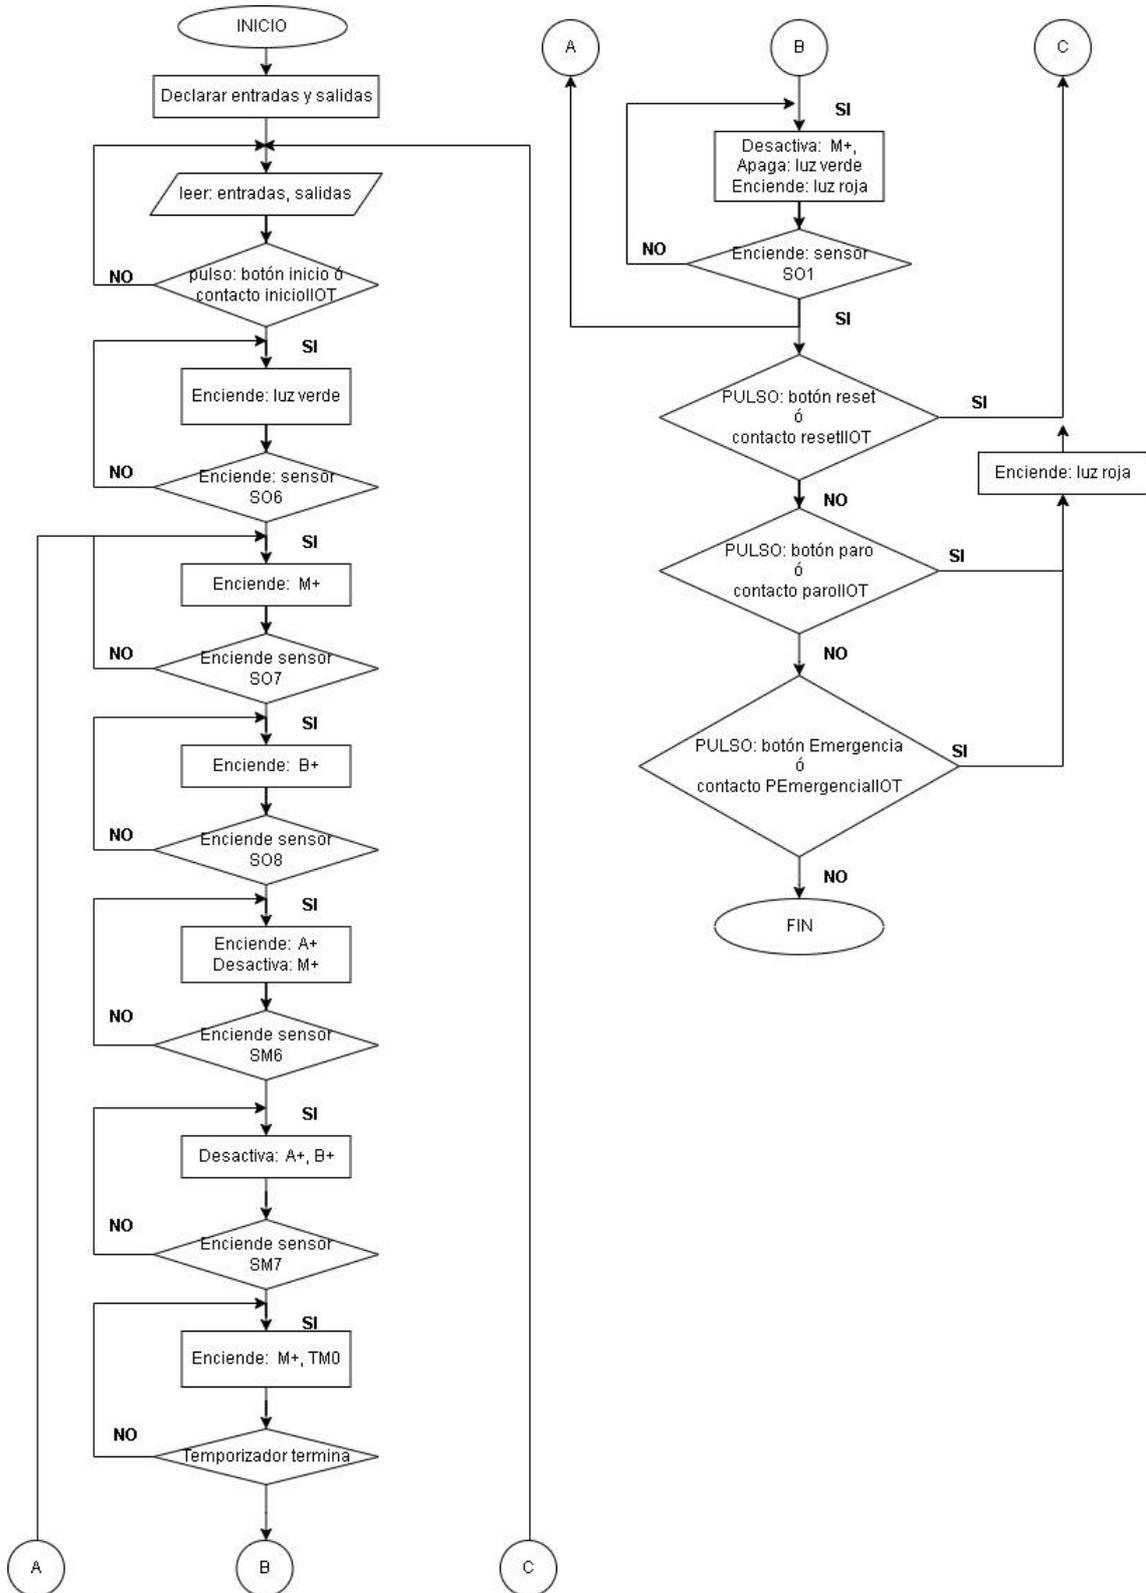 INICIO
Declarar entradas y salidas
leer: entradas, salidas
NO
pulso: botón inicio ó
contacto inicioIIOT
SI
Enciende: luz verde
NO
Enciende: sensor
SO6
SI
Enciende: M+
NO
Enciende sensor
SO7
SI
Enciende: B+
NO
Enciende sensor
SO8
SI
Enciende: A+
Desactiva: M+
NO
Enciende sensor
SM6
SI
Desactiva: A+, B+
NO
Enciende sensor
SM7
SI
Enciende: M+, TM0
NO
Temporizador termina
A
B
C
A
B
C
SI
Desactiva: M+,
Apaga: luz verde
Enciende: luz roja
NO
Enciende: sensor
SO1
SI
PULSO: botón reset
ó
contacto resetIIOT
SI
Enciende: luz roja
NO
PULSO: botón paro
ó
contacto paroIIOT
SI
NO
PULSO: botón Emergencia
ó
contacto PEmergenciaIIOT
SI
NO
FIN